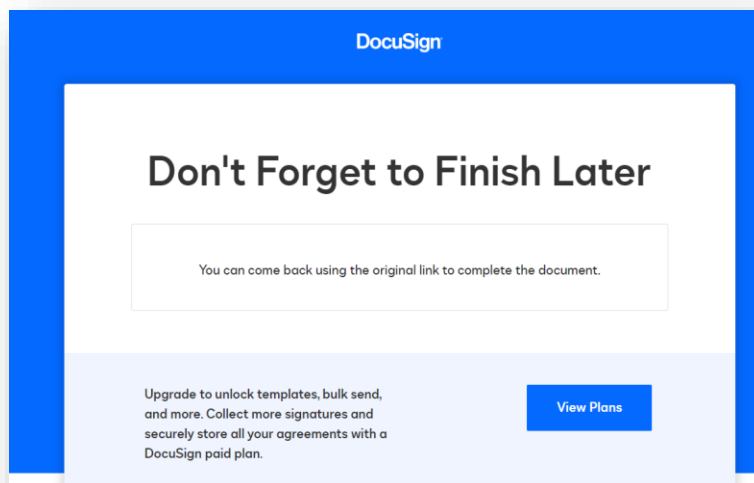 DocuSign
Don't Forget to Finish Later
You can come back using the original link to complete the document.
Upgrade to unlock templates, bulk send,
and more. Collect more signatures and
securely store all your agreements with a
DocuSign paid plan.
View Plans